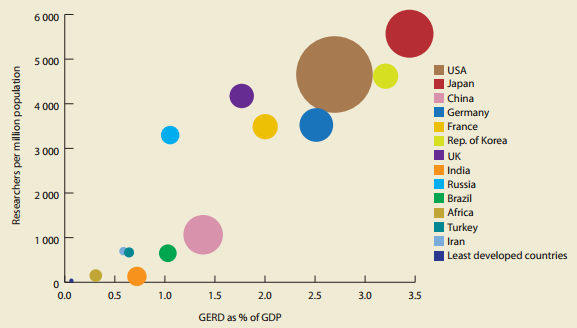 6 000
5 000
4 000
3 000
2 000
1 000
0
Researchers per million population
0.0 0.5 1.0 1.5 2.0 2.5 3.0 3.5
GERD as % of GDP
USA
Japan
China
Germany
France
Rep. of Korea
UK
India
Russia
Brazil
Africa
Turkey
Iran
Least developed countries